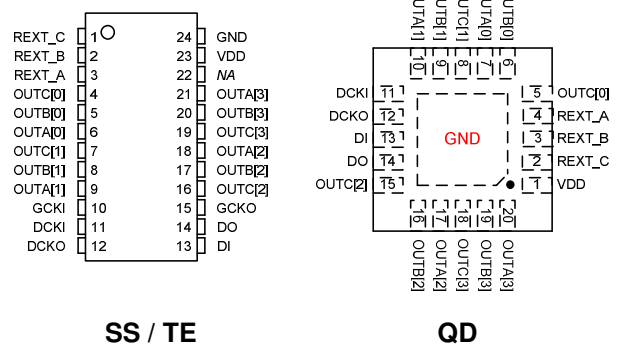 REXT_C 1 24 GND
REXT_B 2 23 VDD
REXT_A 3 22 NA
OUTC[0] 4 21 OUTA[3]
OUTB[0] 5 20 OUTB[3]
OUTA[0] 6 19 OUTC[3]
OUTC[1] 7 18 OUTA[2]
OUTB[1] 8 17 OUTB[2]
OUTA[1] 9 16 OUTC[2]
GCKI 10 15 GCKO
DCKI 11 14 DO
DCKO 12 13 DI
SS / TE
UTA[1] UTB[1] UTC[1] UTA[0] UTB[0]
10 9 8 7 6
DCKI 11 5 OUTC[0]
DCKO 12 4 REXT_A
DI 13 GND 3 REXT_B
DO 14 2 REXT_C
OUTC[2] 15 1 VDD
16 17 18 19 20
OUTB[2] OUTA[2] OUTC[3] OUTB[3] OUTA[3]
QD